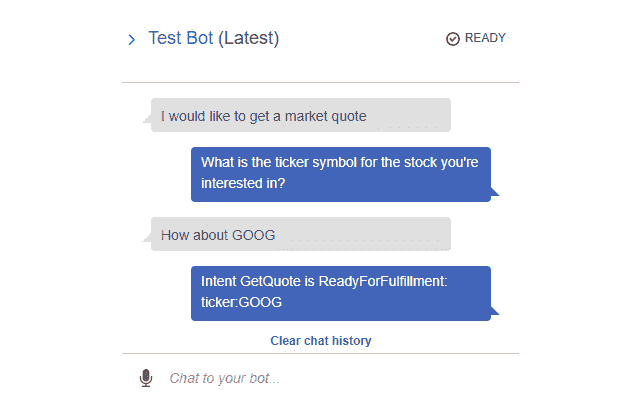 Test Bot (Latest)
READY
I would like to get a market quote
What is the ticker symbol for the stock you're
interested in?
How about GOOG
Intent GetQuote is ReadyForFulfillment:
ticker:GOOG
Clear chat history
Chat to your bot...